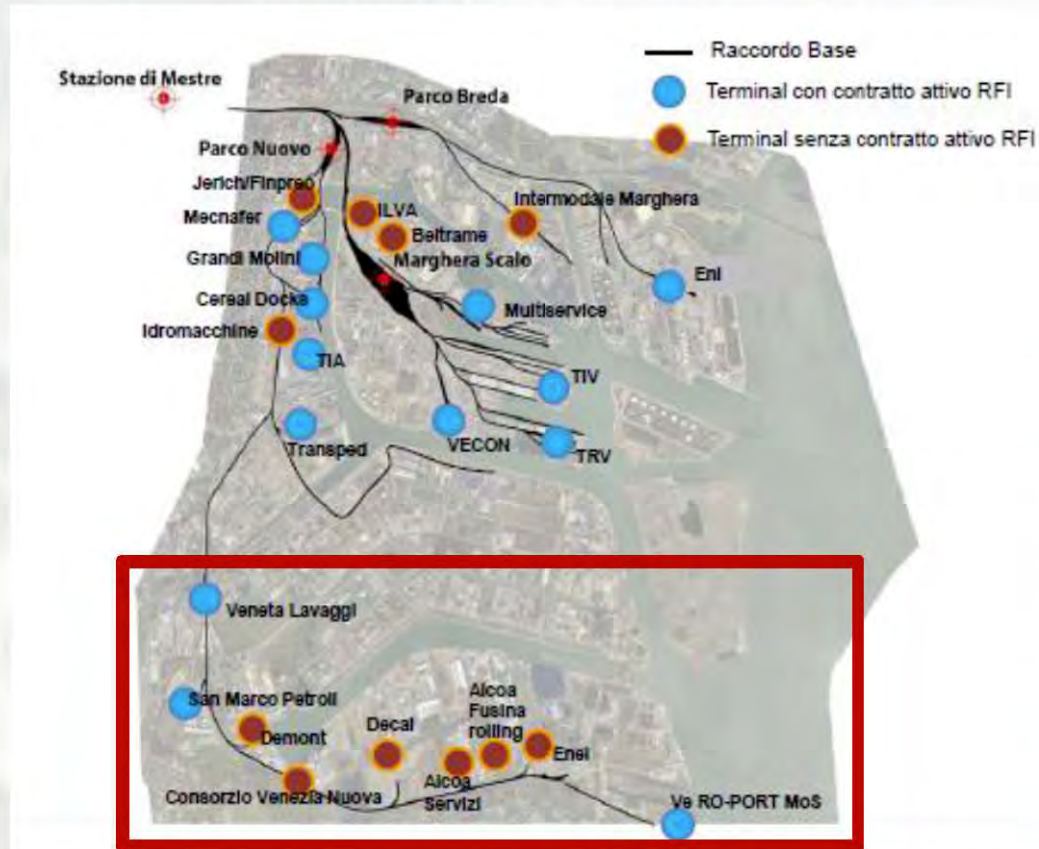 Raccordo Base
Terminal con contratto attivo RFI
Terminal senza contratto attivo RFI
Stazione di Mestre
Parco Breda
Parco Nuovo
Jerich/Finpreo
ILVA
Intermodale Marghera
Mecnafer
Beltrame
Grandi Molini
Marghera Scalo
Eni
Cereal Docks
Multiservice
Idromacchine
TIA
TIV
Transped
VECON
TRV
Veneta Lavaggi
San Marco Petroli
Demont
Decal
Alcoa
Fusina
rolling
Enel
Consorzio Venezia Nuova
Alcoa
Servizi
Ve RO-PORT MoS